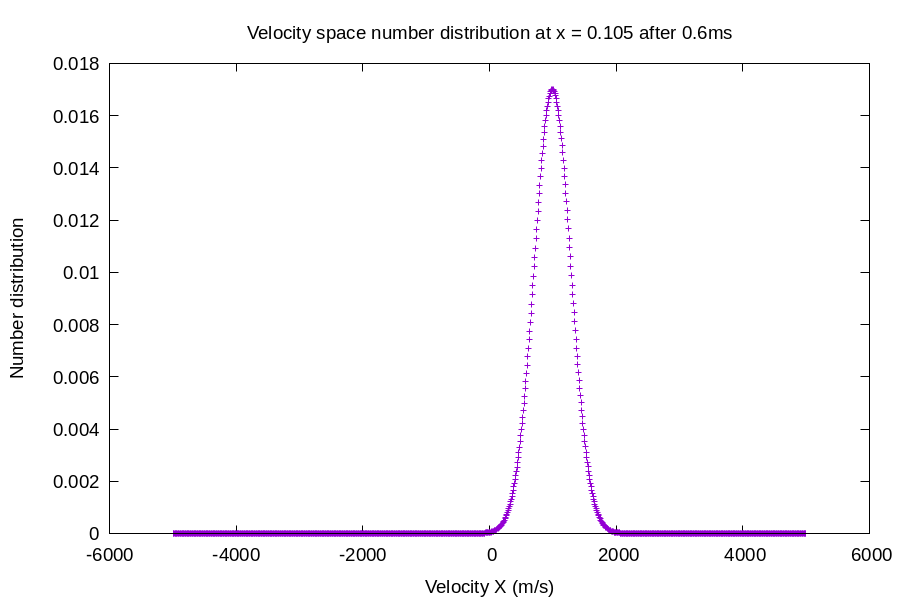 Velocity space number distribution at x = 0.105 after 0.6ms
0.018
0.016
0.014
0.012
0.01
0.008
0.006
0.004
0.002
0
Number distribution
-6000 -4000 -2000 0 2000 4000 6000
Velocity X (m/s)